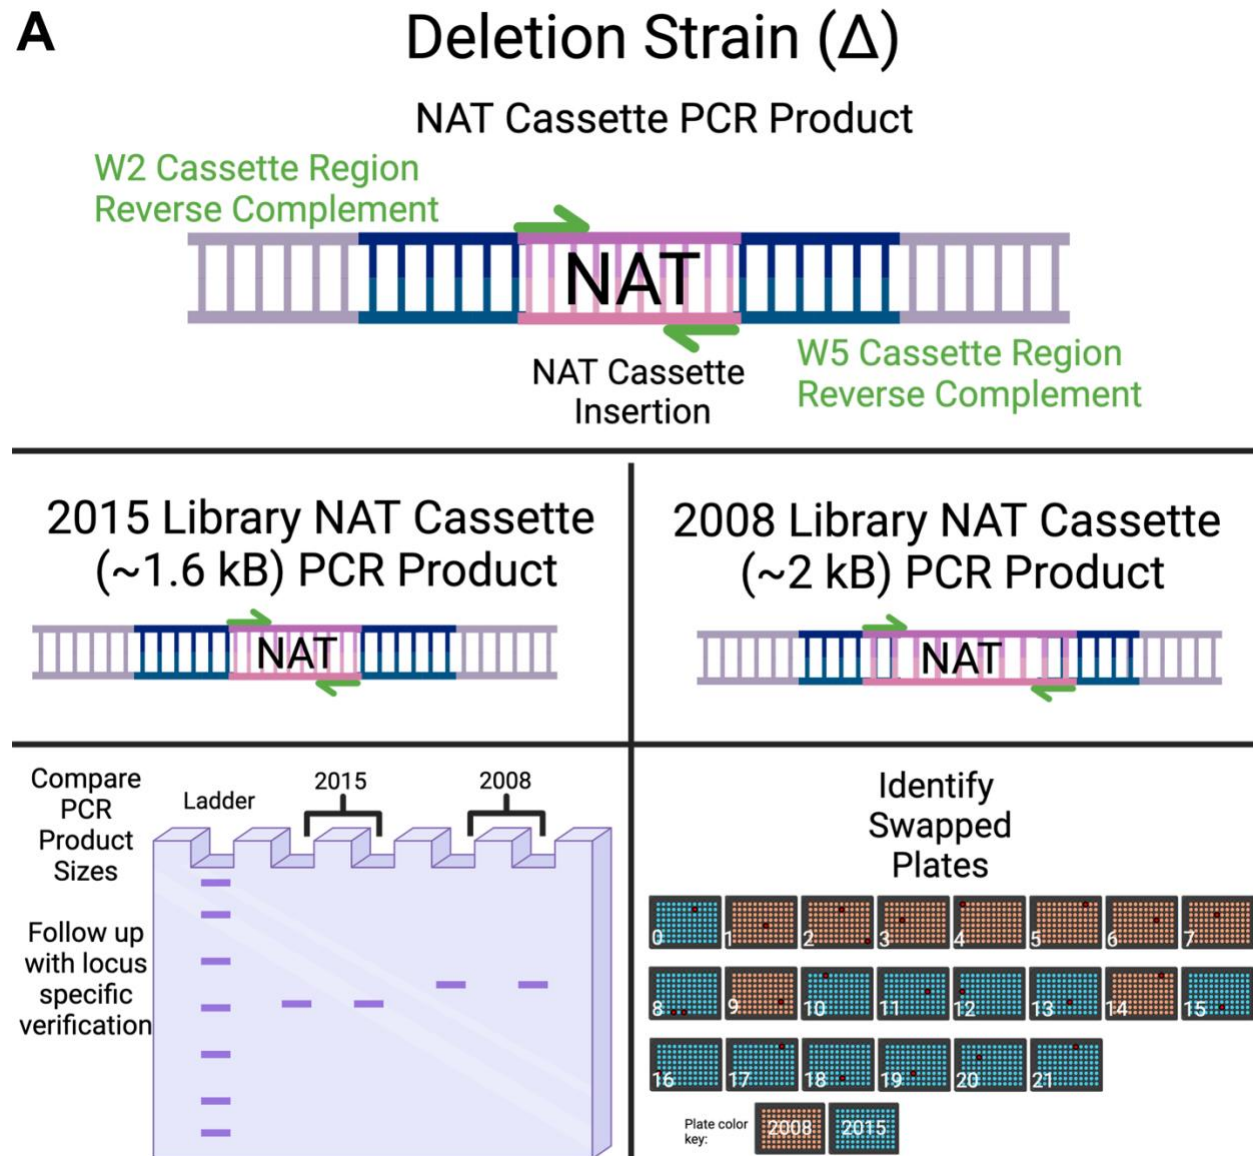 A
Deletion Strain (Δ)
NAT Cassette PCR Product
W2 Cassette Region
Reverse Complement
NAT
NAT Cassette
Insertion
W5 Cassette Region
Reverse Complement
2015 Library NAT Cassette
(~1.6 kB) PCR Product
NAT
2008 Library NAT Cassette
(~2 kB) PCR Product
NAT
Compare
PCR
Product
Sizes
Follow up
with locus
specific
verification
Ladder
2015
2008
Identify
Swapped
Plates
0 1 2 3 4 5 6 7
8 9 10 11 12 13 14 15
16 17 18 19 20 21
Plate color
key:
2008
2015